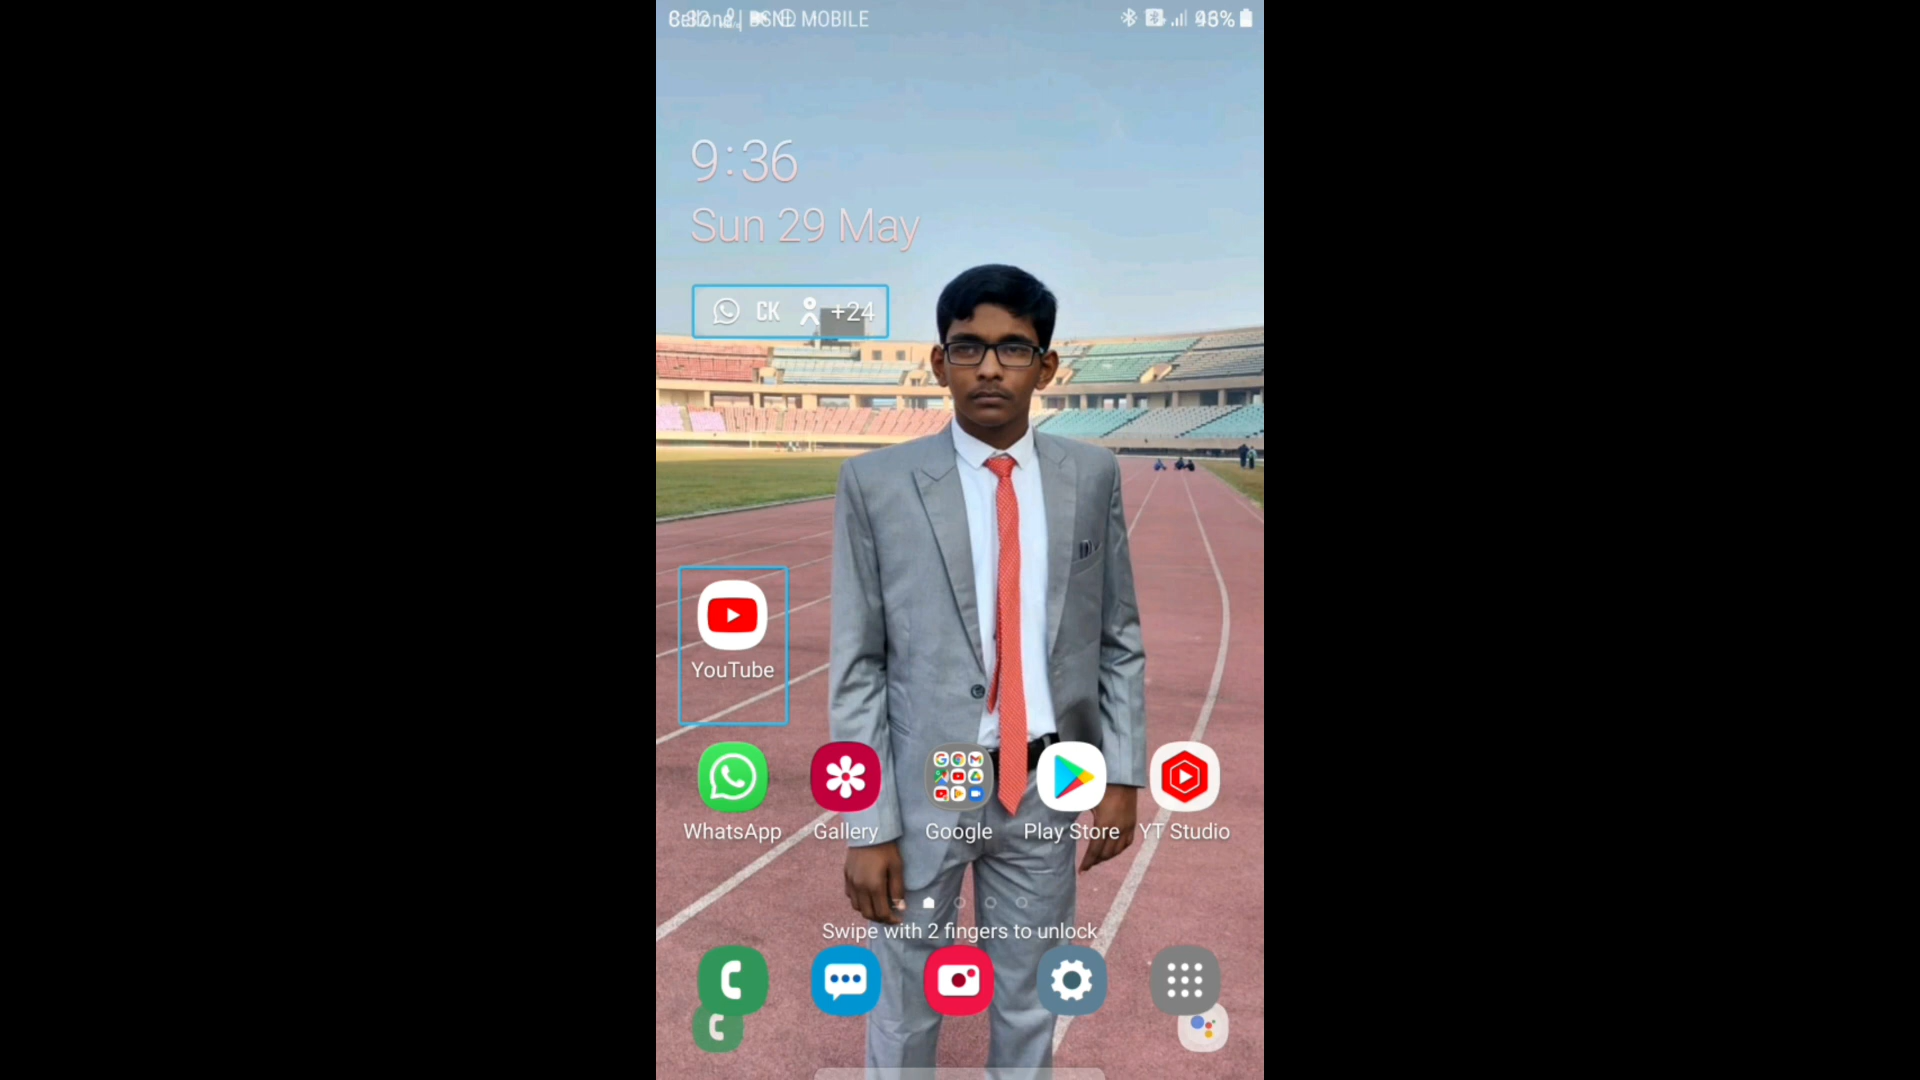 | BSNL MOBILE
9:36
Sun 29 May
CK +24
YouTube
WhatsApp Gallery Google Play Store YT Studio
Swipe with 2 fingers to unlock